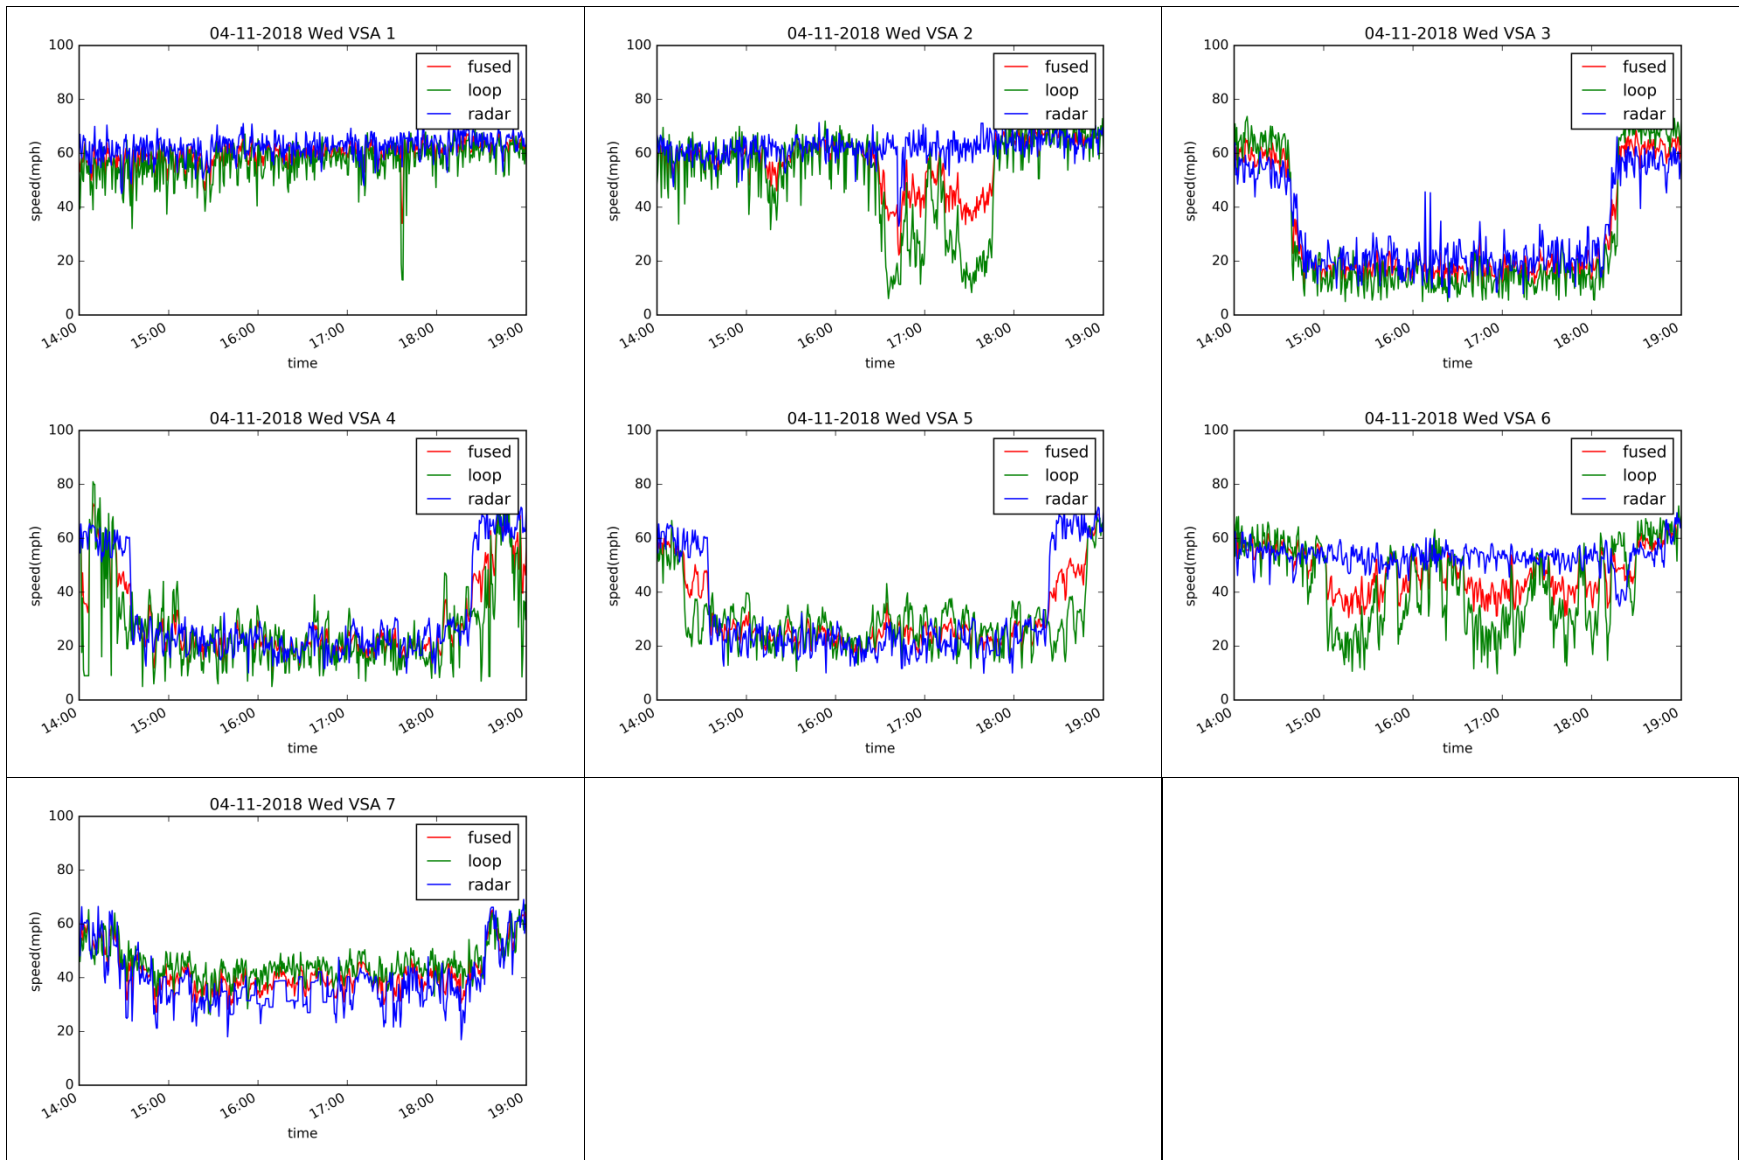 04-11-2018 Wed VSA 1
100
80
60
40
20
0
speed(mph)
fused
loop
radar
14:00
15:00
16:00
17:00
18:00
19:00
time
04-11-2018 Wed VSA 2
100
80
60
40
20
0
speed(mph)
fused
loop
radar
14:00
15:00
16:00
17:00
18:00
19:00
time
04-11-2018 Wed VSA 3
100
80
60
40
20
0
speed(mph)
fused
loop
radar
14:00
15:00
16:00
17:00
18:00
19:00
time
04-11-2018 Wed VSA 4
100
80
60
40
20
0
speed(mph)
fused
loop
radar
14:00
15:00
16:00
17:00
18:00
19:00
time
04-11-2018 Wed VSA 5
100
80
60
40
20
0
speed(mph)
fused
loop
radar
14:00
15:00
16:00
17:00
18:00
19:00
time
04-11-2018 Wed VSA 6
100
80
60
40
20
0
speed(mph)
fused
loop
radar
14:00
15:00
16:00
17:00
18:00
19:00
time
04-11-2018 Wed VSA 7
100
80
60
40
20
0
speed(mph)
fused
loop
radar
14:00
15:00
16:00
17:00
18:00
19:00
time